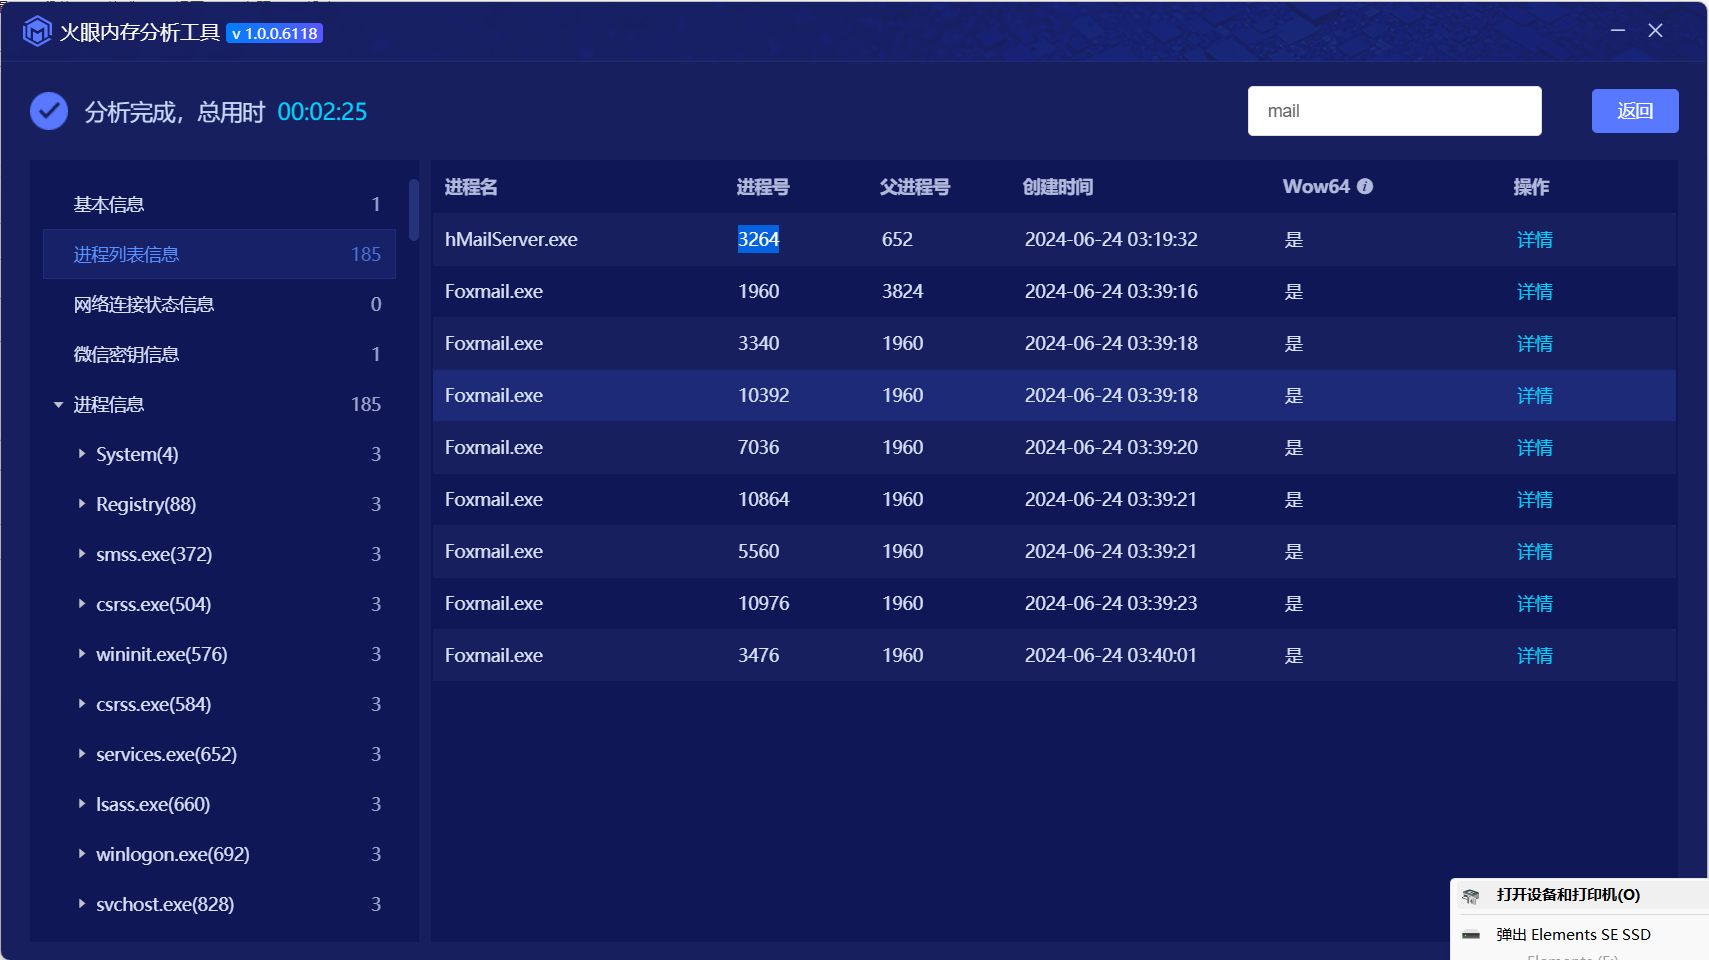 火眼内存分析工具 v 1.0.0.6118
分析完成，总用时 00:02:25
mail
返回
基本信息 1
进程列表信息 185
网络连接状态信息 0
微信密钥信息 1
进程信息 185
System(4) 3
Registry(88) 3
smss.exe(372) 3
csrss.exe(504) 3
wininit.exe(576) 3
csrss.exe(584) 3
services.exe(652) 3
lsass.exe(660) 3
winlogon.exe(692) 3
svchost.exe(828) 3
进程名 进程号 父进程号 创建时间 Wow64 操作
hMailServer.exe 3264 652 2024-06-24 03:19:32 是 详情
Foxmail.exe 1960 3824 2024-06-24 03:39:16 是 详情
Foxmail.exe 3340 1960 2024-06-24 03:39:18 是 详情
Foxmail.exe 10392 1960 2024-06-24 03:39:18 是 详情
Foxmail.exe 7036 1960 2024-06-24 03:39:20 是 详情
Foxmail.exe 10864 1960 2024-06-24 03:39:21 是 详情
Foxmail.exe 5560 1960 2024-06-24 03:39:21 是 详情
Foxmail.exe 10976 1960 2024-06-24 03:39:23 是 详情
Foxmail.exe 3476 1960 2024-06-24 03:40:01 是 详情
打开设备和打印机(O)
弹出 Elements SE SSD